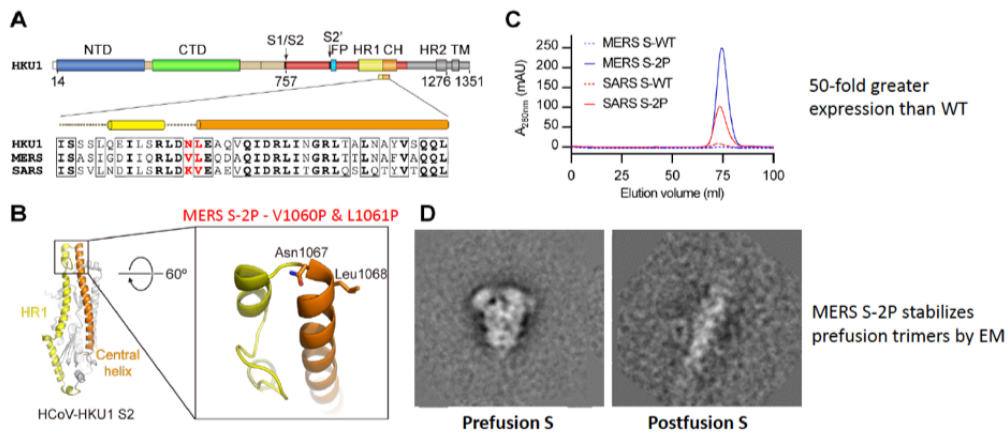 A
S1/S2 S2'
NTD CTD FP HR1 CH HR2 TM
HKU1
14 757 1276 1351
HKU1 ISSSLQEILSRLDNLEAQVQIDRLINGRLTALNAYVSQQL
MERS ISASIGDIIQRLDVLEQDAQIDRLINGRLTTLNAFVAQQL
SARS ISSVLNDILSRLDKVEAEVQIDRLITGRLQSLQTYVTQQL
B
MERS S-2P - V1060P & L1061P
60º
Asn1067
Leu1068
HR1
Central
helix
HCoV-HKU1 S2
C
MERS S-WT
MERS S-2P
SARS S-WT
SARS S-2P
A280nm (mAU)
250
200
150
100
50
0
0 25 50 75 100
Elution volume (ml)
50-fold greater
expression than WT
D
Prefusion S Postfusion S
MERS S-2P stabilizes
prefusion trimers by EM